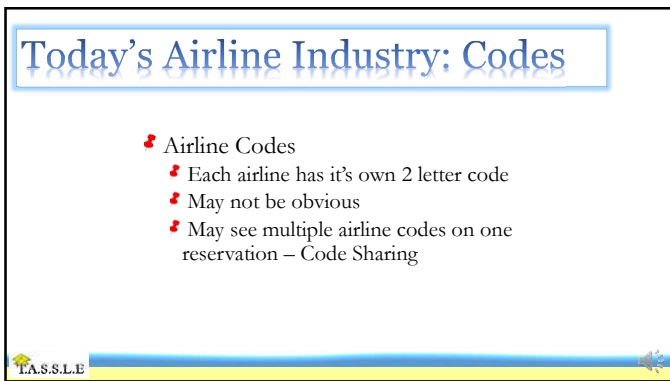 Today's Airline Industry: Codes
Airline Codes
Each airline has it's own 2 letter code
May not be obvious
May see multiple airline codes on one
reservation – Code Sharing
T.A.S.S.L.E